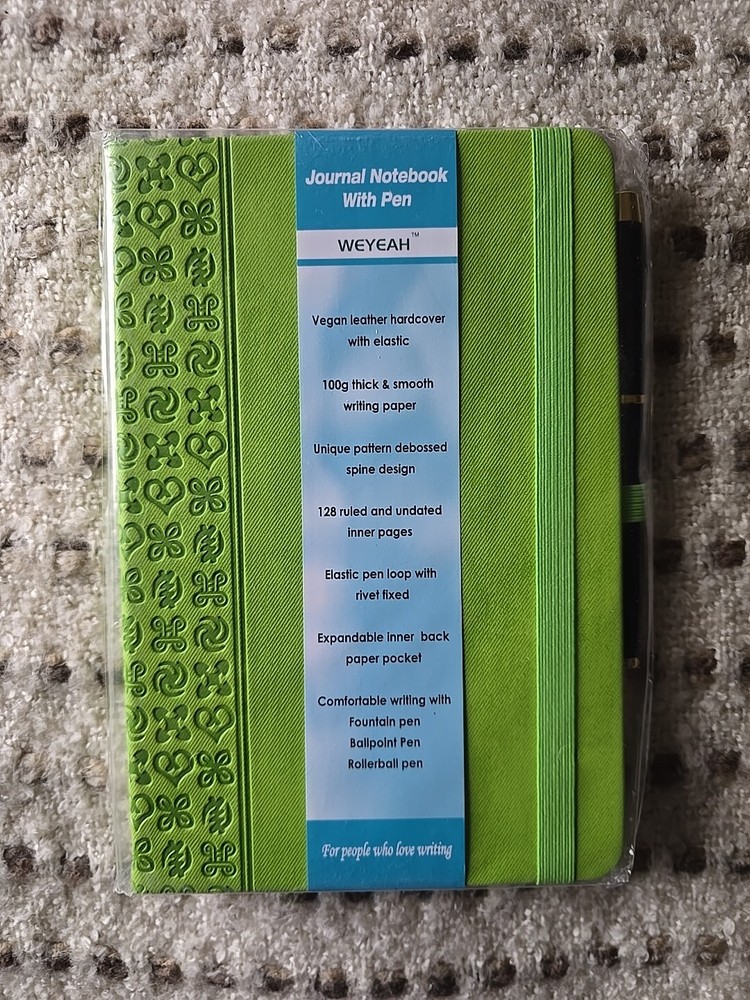 Journal Notebook
With Pen
WEYEAH™
Vegan leather hardcover
with elastic
100g thick & smooth
writing paper
Unique pattern debossed
spine design
128 ruled and undated
inner pages
Elastic pen loop with
rivet fixed
Expandable inner back
paper pocket
Comfortable writing with
Fountain pen
Ballpoint Pen
Rollerball pen
For people who love writing